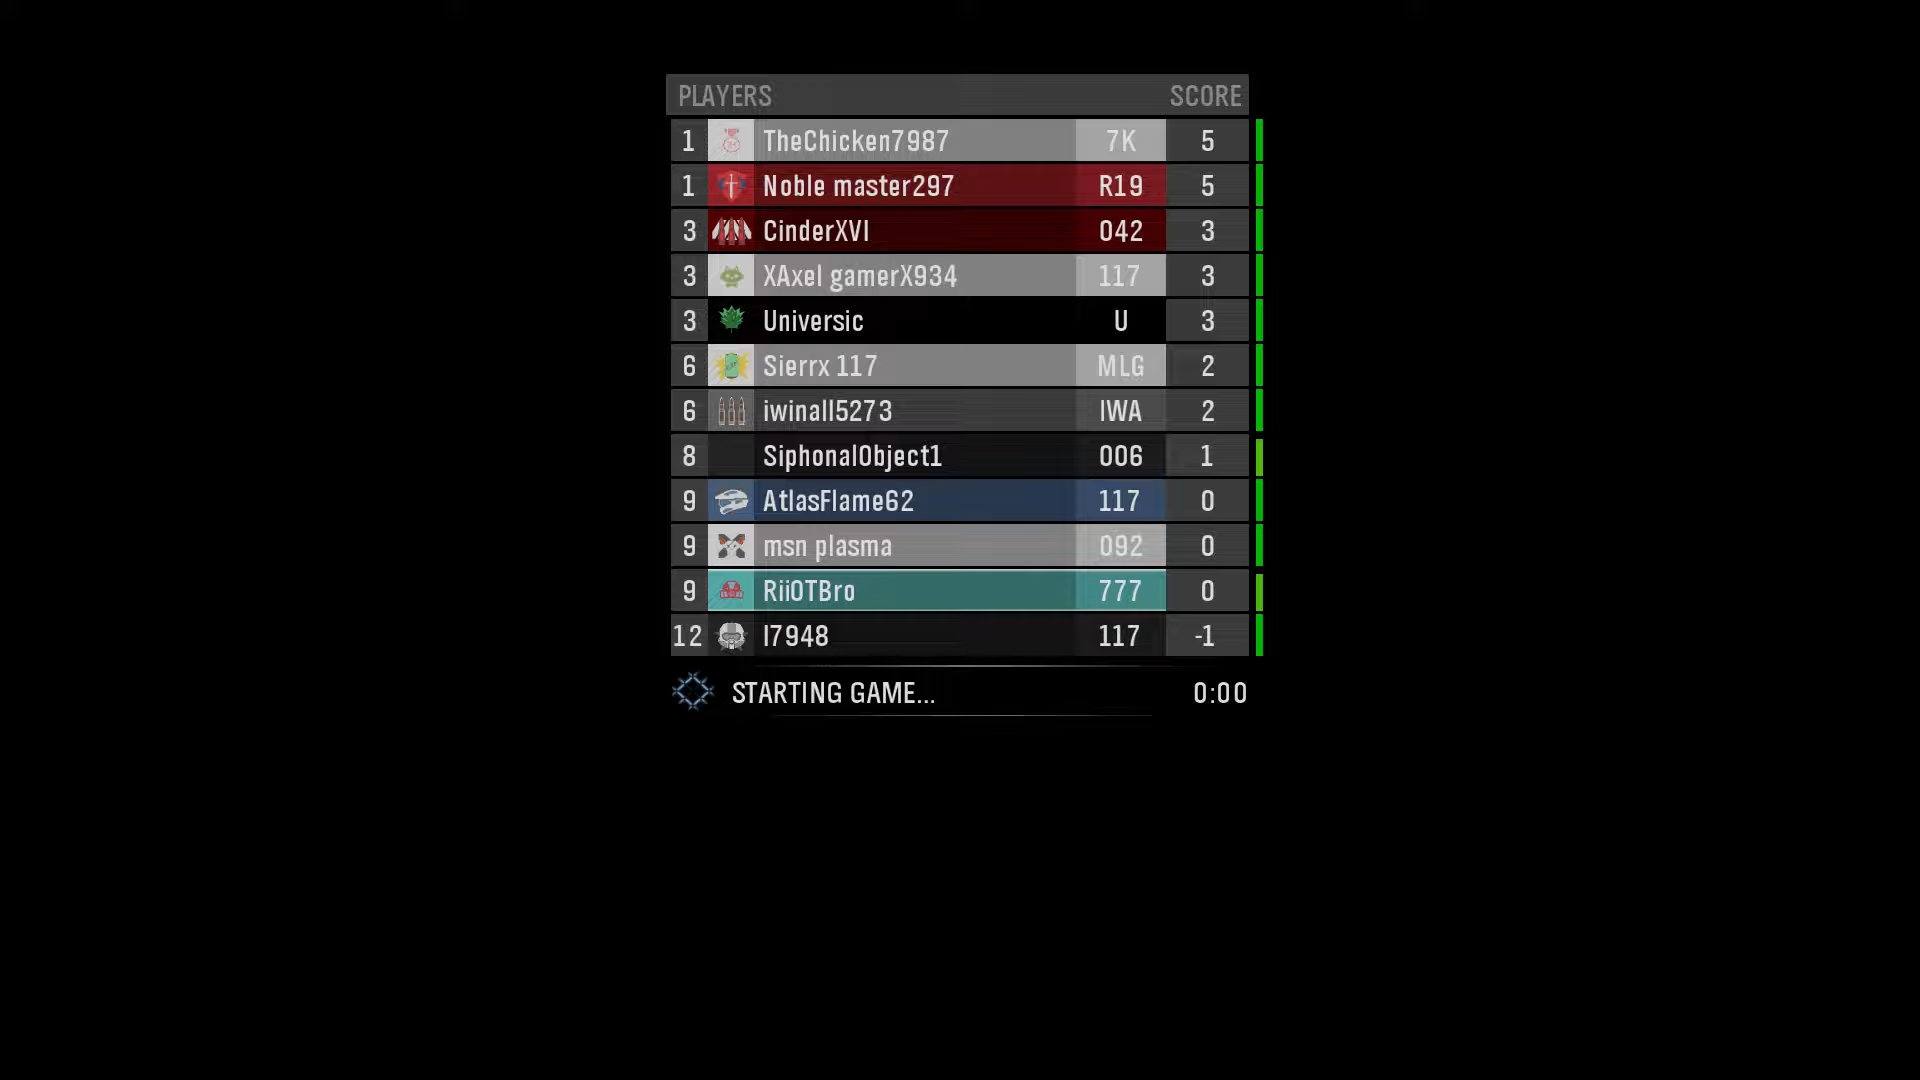 PLAYERS SCORE
1 TheChicken7987 7K 5
1 Noble master297 R19 5
3 CinderXVI 042 3
3 XAxel gamerX934 117 3
3 Universic U 3
6 Sierrx 117 MLG 2
6 iwinall5273 IWA 2
8 SiphonalObject1 006 1
9 AtlasFlame62 117 0
9 msn plasma 092 0
9 RiiOTBro 777 0
12 I7948 117 -1
STARTING GAME... 0:00